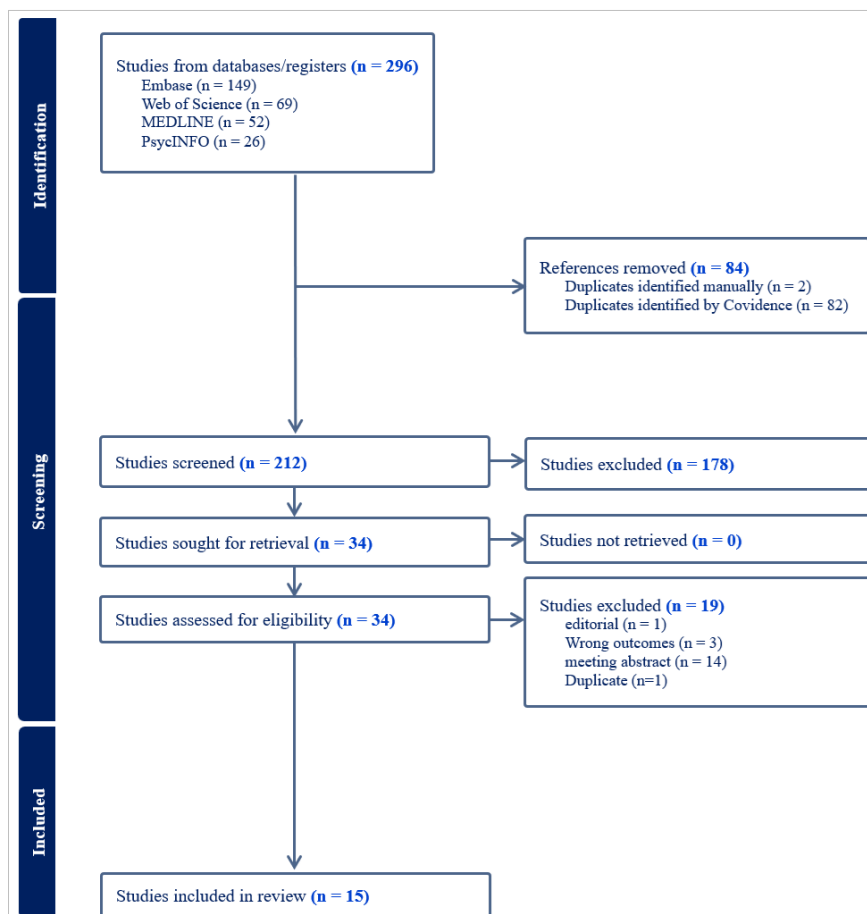 Identification
Studies from databases/registers (n = 296)
Embase (n = 149)
Web of Science (n = 69)
MEDLINE (n = 52)
PsycINFO (n = 26)
References removed (n = 84)
Duplicates identified manually (n = 2)
Duplicates identified by Covidence (n = 82)
Screening
Studies screened (n = 212)
Studies excluded (n = 178)
Studies sought for retrieval (n = 34)
Studies not retrieved (n = 0)
Studies assessed for eligibility (n = 34)
Studies excluded (n = 19)
editorial (n = 1)
Wrong outcomes (n = 3)
meeting abstract (n = 14)
Duplicate (n=1)
Included
Studies included in review (n = 15)